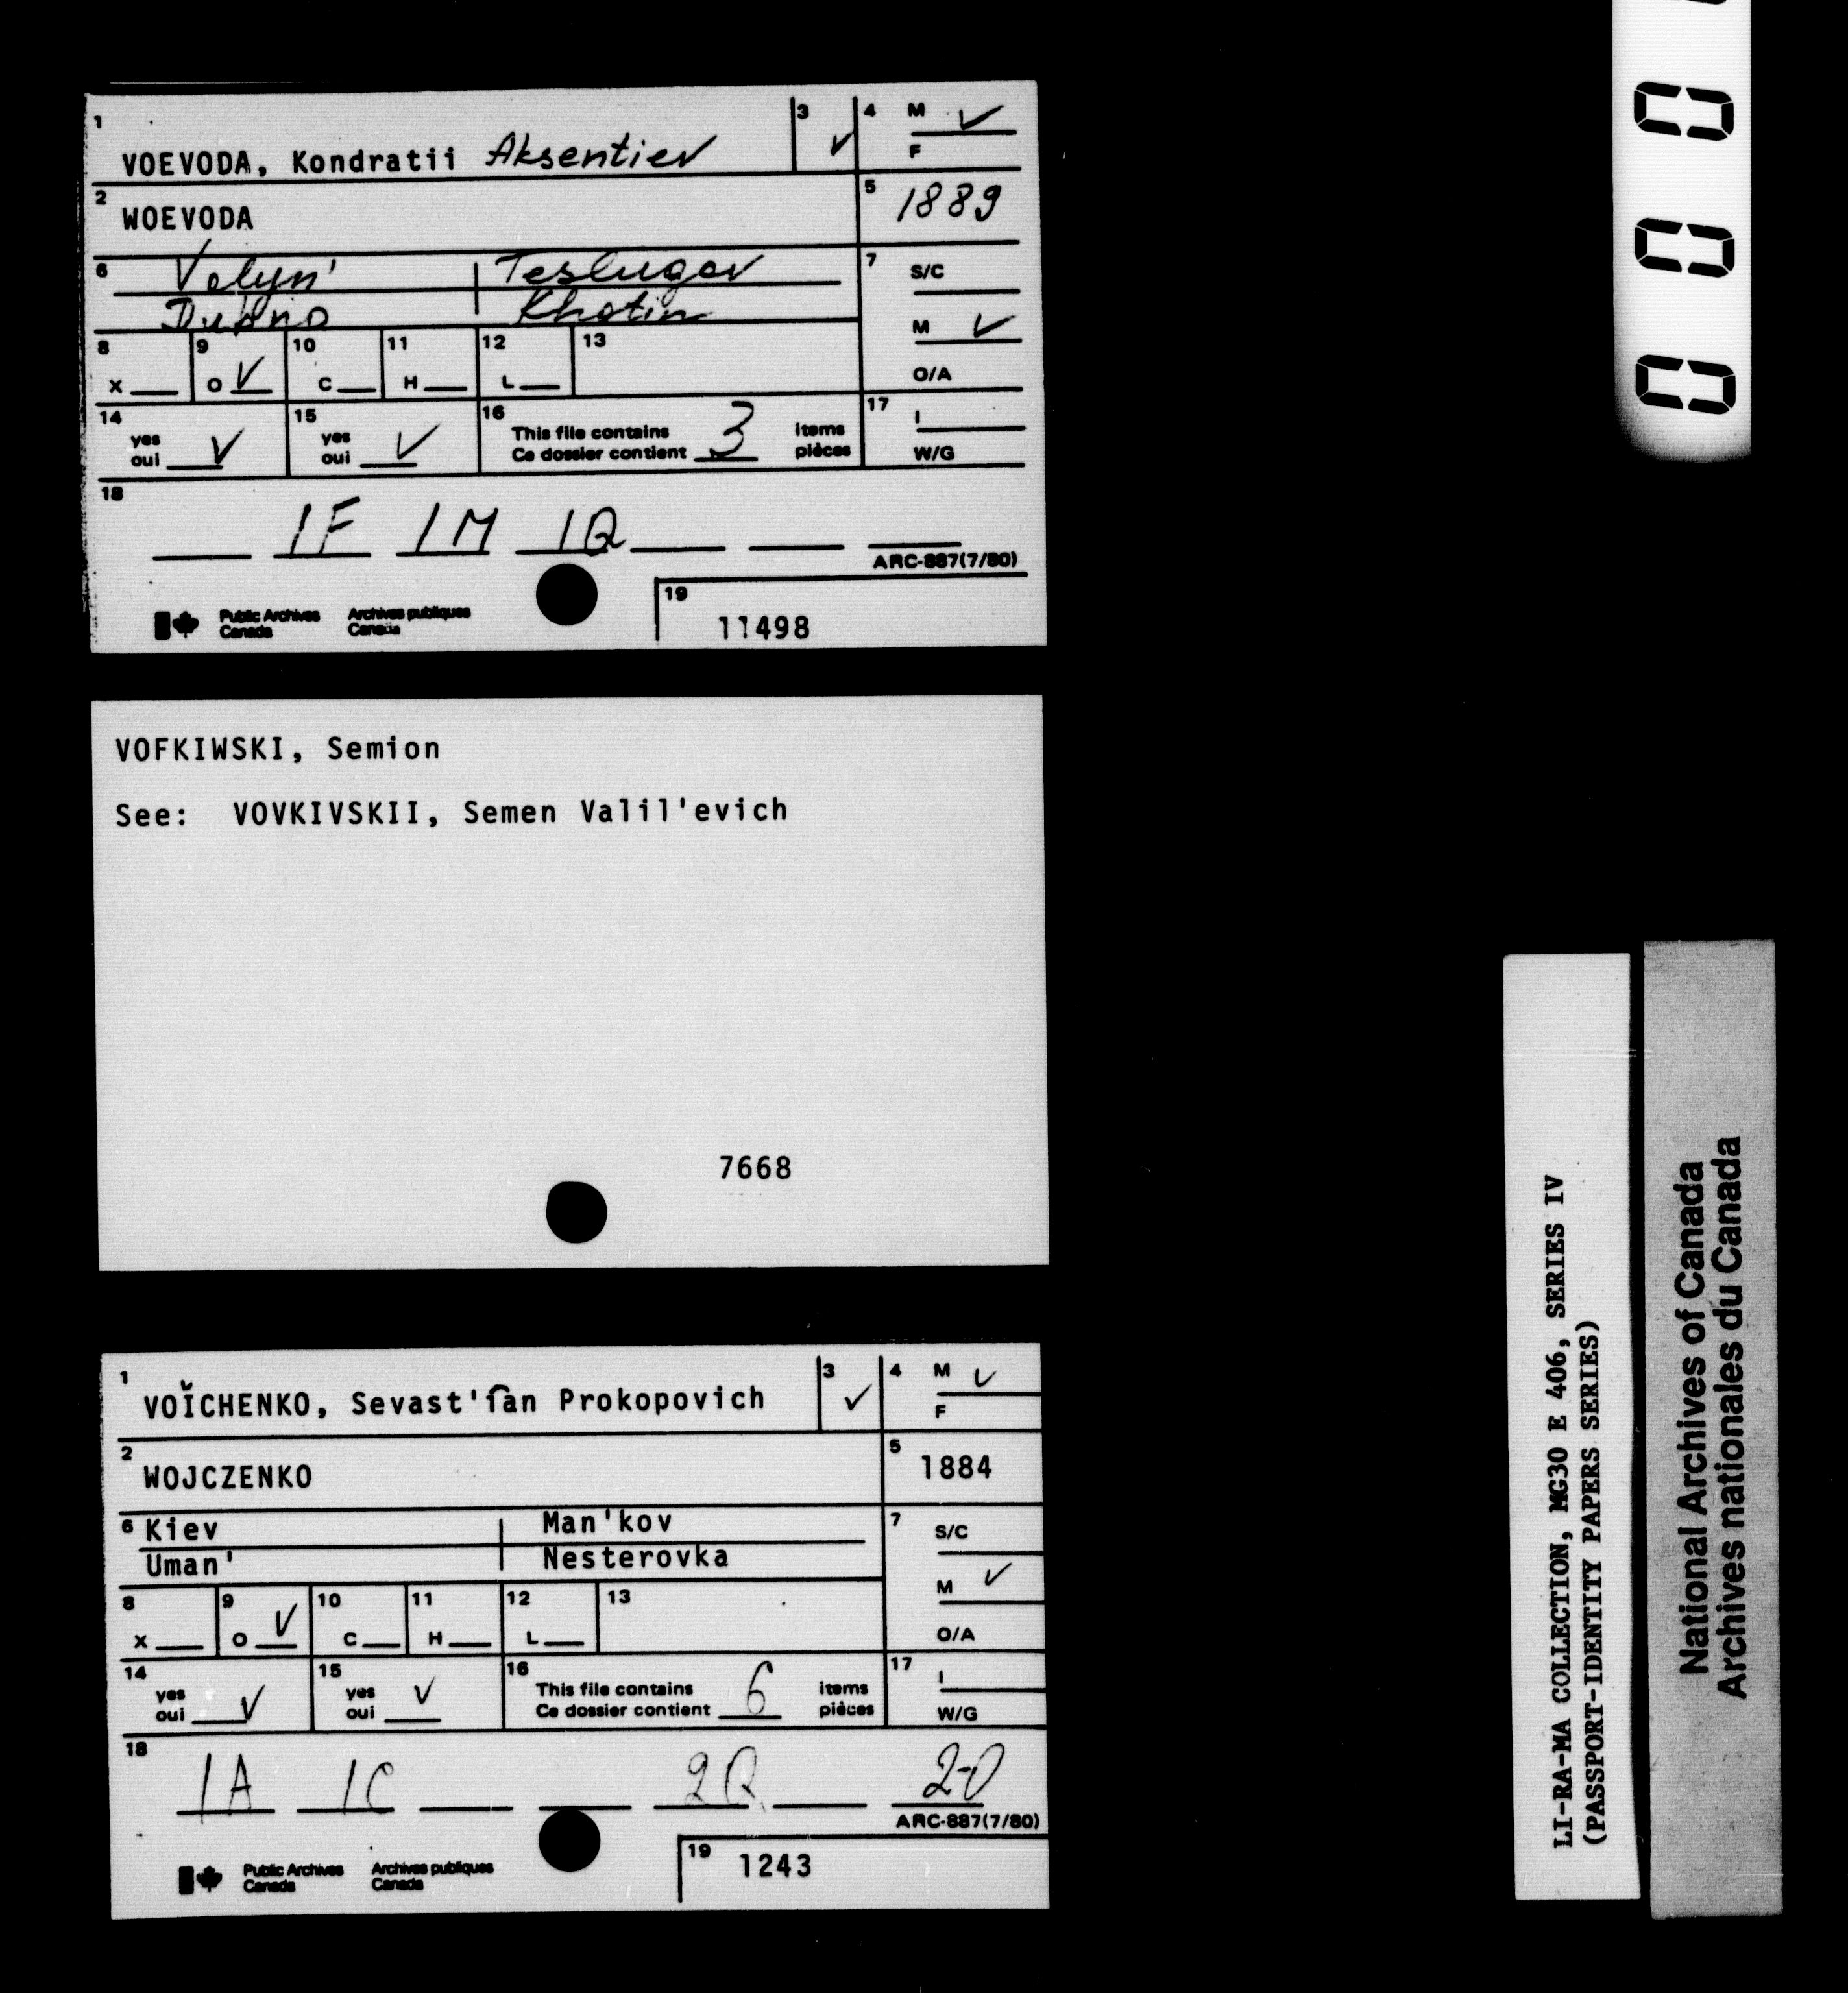 1
VOEVODA, Kondratii Aksentiev
3 ✓
4 M ✓
F
2 WOEVODA
5 1889
6 Volyn' Teslugov
Dubno Khotin
7 S/C
M ✓
O/A
8 X
9 O ✓
10 C
11 H
12 L
13
14 yes
oui ✓
15 yes
oui ✓
16 This file contains 3 items
Ce dossier contient pièces
17 I
W/G
18
1F 1M 1Q
ARC-887(7/80)
Public Archives Archives publiques
Canada Canada
19
11498
VOFKIWSKI, Semion
See: VOVKIVSKII, Semen Valil'evich
7668
1
VOĬCHENKO, Sevast'i͡an Prokopovich
3 ✓
4 M ✓
F
2
WOJCZENKO
5 1884
6 Kiev Man'kov
Uman' Nesterovka
7 S/C
M ✓
O/A
8 X
9 O ✓
10 C
11 H
12 L
13
14 yes
oui ✓
15 yes
oui ✓
16 This file contains 6 items
Ce dossier contient pièces
17 I
W/G
18
1A 1C 2Q 2-0
ARC-887(7/80)
Public Archives Archives publiques
Canada Canada
19 1243
LI-RA-MA COLLECTION, MG30 E 406, SERIES IV
(PASSPORT-IDENTITY PAPERS SERIES)
National Archives of Canada
Archives nationales du Canada